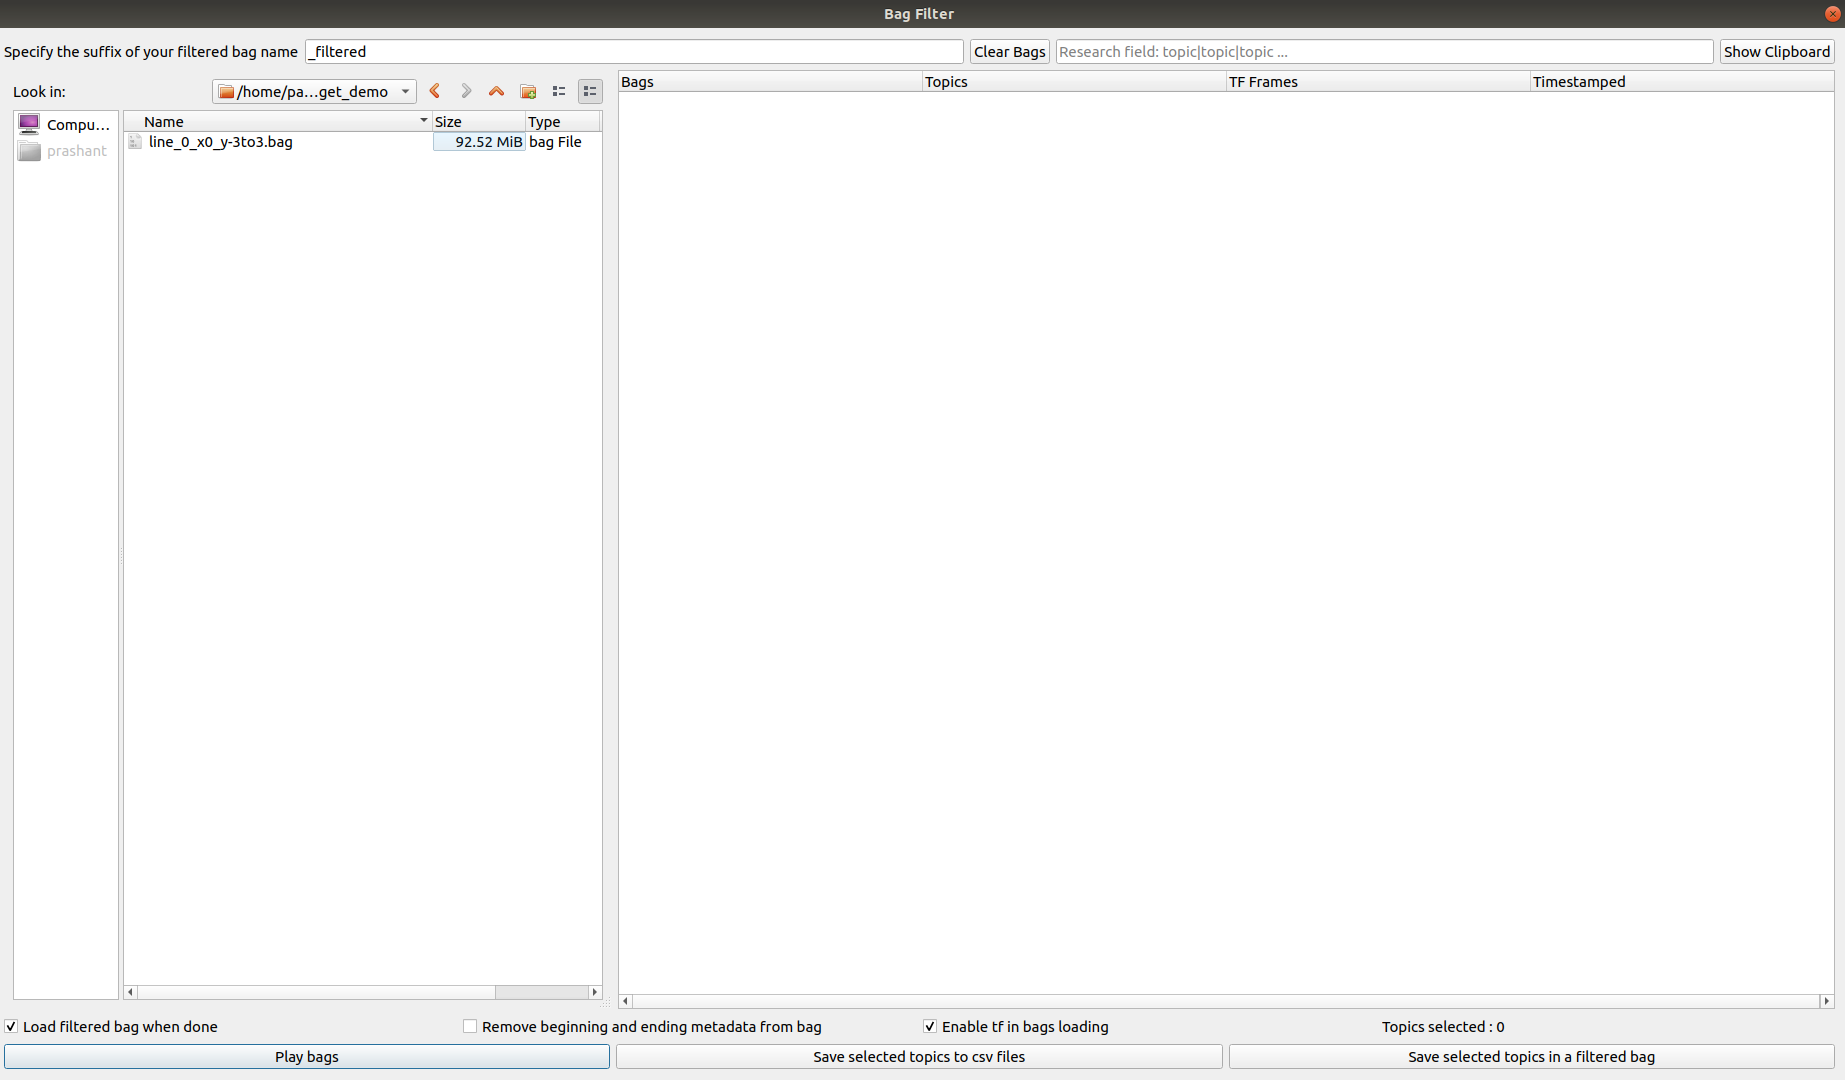 Bag Filter
Specify the suffix of your filtered bag name _filtered Clear Bags Research field: topic|topic|topic ... Show Clipboard
Look in: /home/pa...get_demo
Bags Topics TF Frames Timestamped
Compu...
prashant
Name Size Type
line_0_x0_y-3to3.bag 92.52 MiB bag File
Load filtered bag when done Remove beginning and ending metadata from bag Enable tf in bags loading Topics selected : 0
Play bags Save selected topics to csv files Save selected topics in a filtered bag